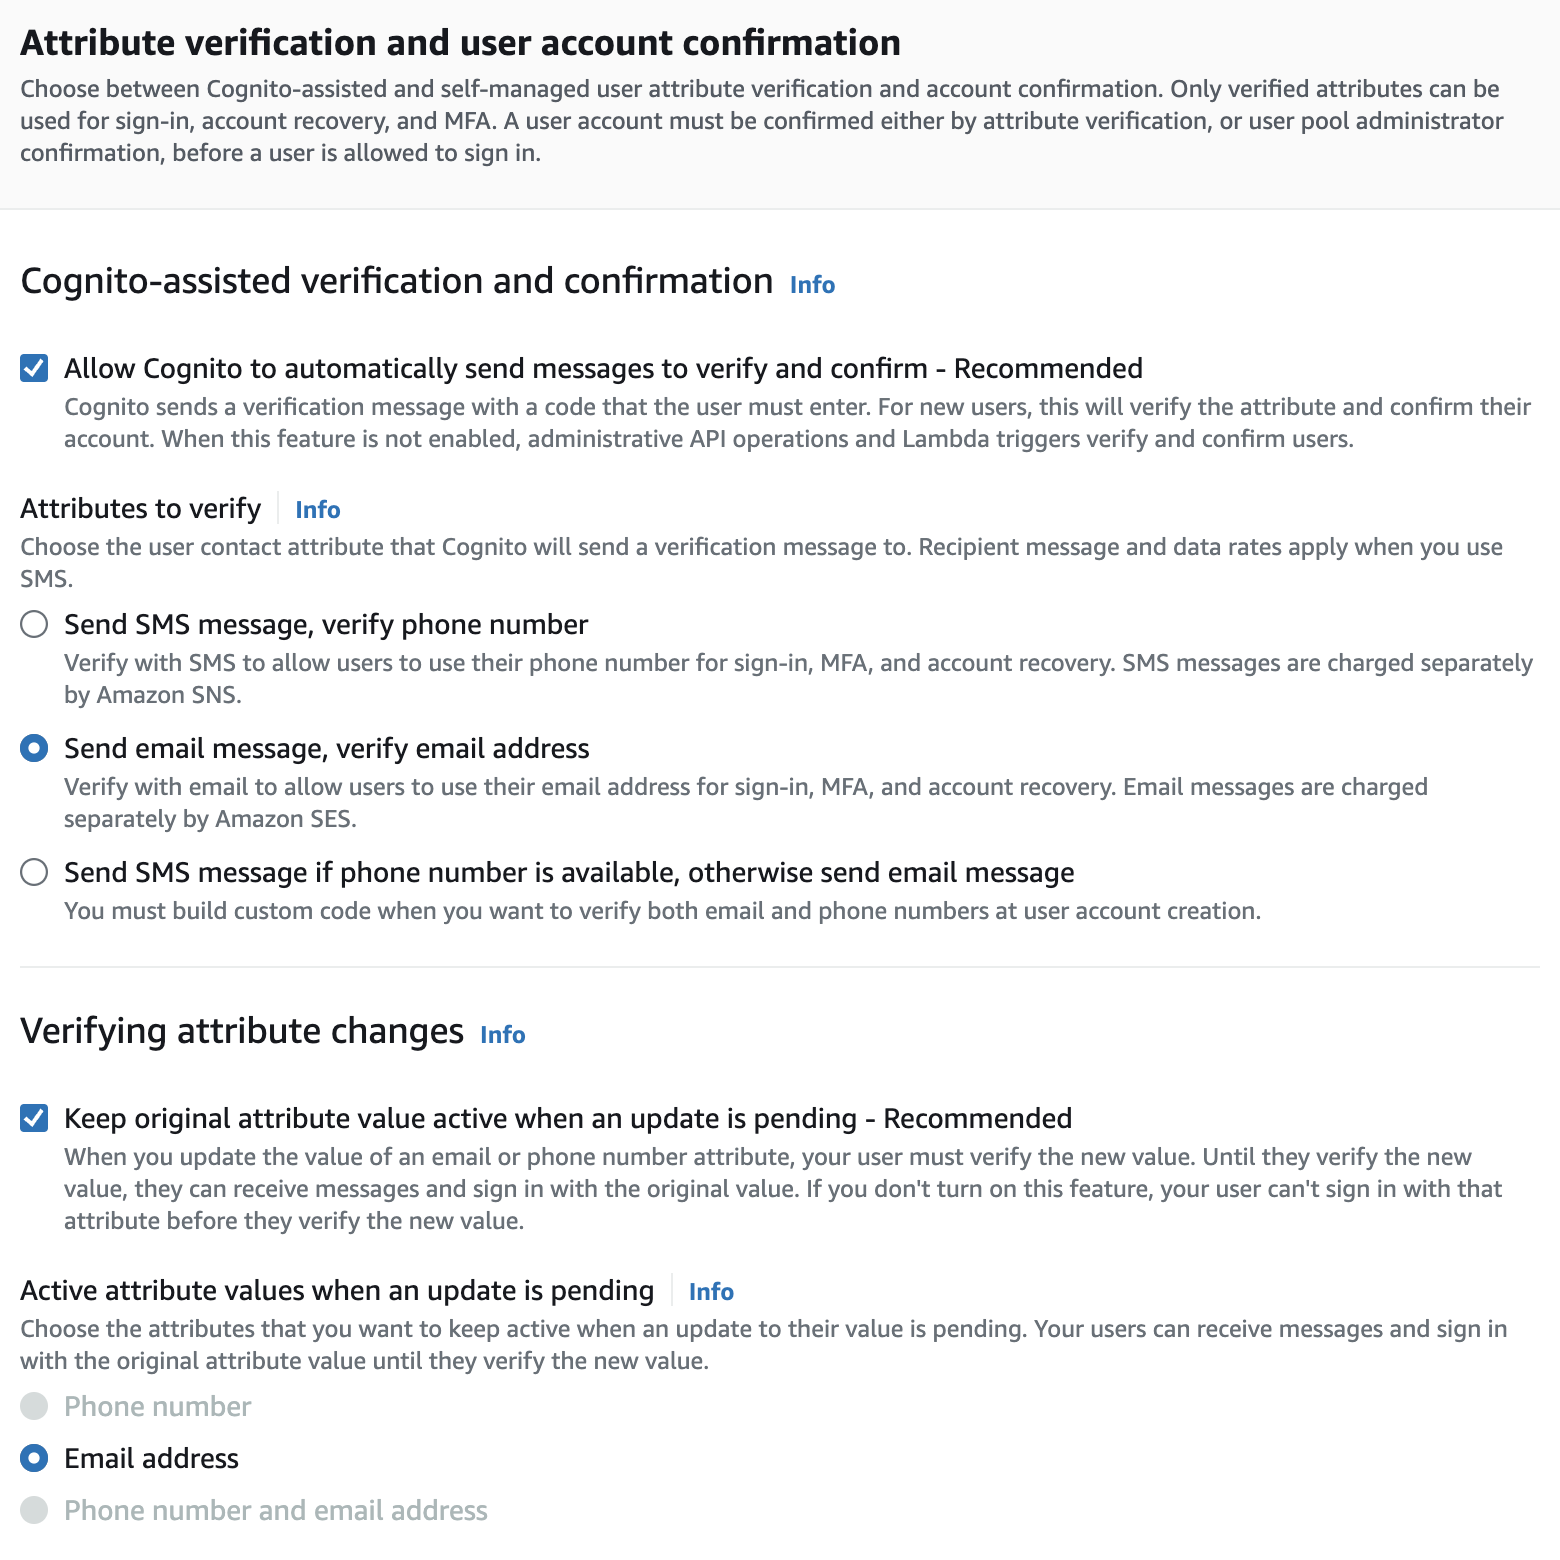 Attribute verification and user account confirmation
Choose between Cognito-assisted and self-managed user attribute verification and account confirmation. Only verified attributes can be
used for sign-in, account recovery, and MFA. A user account must be confirmed either by attribute verification, or user pool administrator
confirmation, before a user is allowed to sign in.
Cognito-assisted verification and confirmation Info
Allow Cognito to automatically send messages to verify and confirm - Recommended
Cognito sends a verification message with a code that the user must enter. For new users, this will verify the attribute and confirm their
account. When this feature is not enabled, administrative API operations and Lambda triggers verify and confirm users.
Attributes to verify Info
Choose the user contact attribute that Cognito will send a verification message to. Recipient message and data rates apply when you use
SMS.
Send SMS message, verify phone number
Verify with SMS to allow users to use their phone number for sign-in, MFA, and account recovery. SMS messages are charged separately
by Amazon SNS.
Send email message, verify email address
Verify with email to allow users to use their email address for sign-in, MFA, and account recovery. Email messages are charged
separately by Amazon SES.
Send SMS message if phone number is available, otherwise send email message
You must build custom code when you want to verify both email and phone numbers at user account creation.
Verifying attribute changes Info
Keep original attribute value active when an update is pending - Recommended
When you update the value of an email or phone number attribute, your user must verify the new value. Until they verify the new
value, they can receive messages and sign in with the original value. If you don't turn on this feature, your user can't sign in with that
attribute before they verify the new value.
Active attribute values when an update is pending Info
Choose the attributes that you want to keep active when an update to their value is pending. Your users can receive messages and sign in
with the original attribute value until they verify the new value.
Phone number
Email address
Phone number and email address